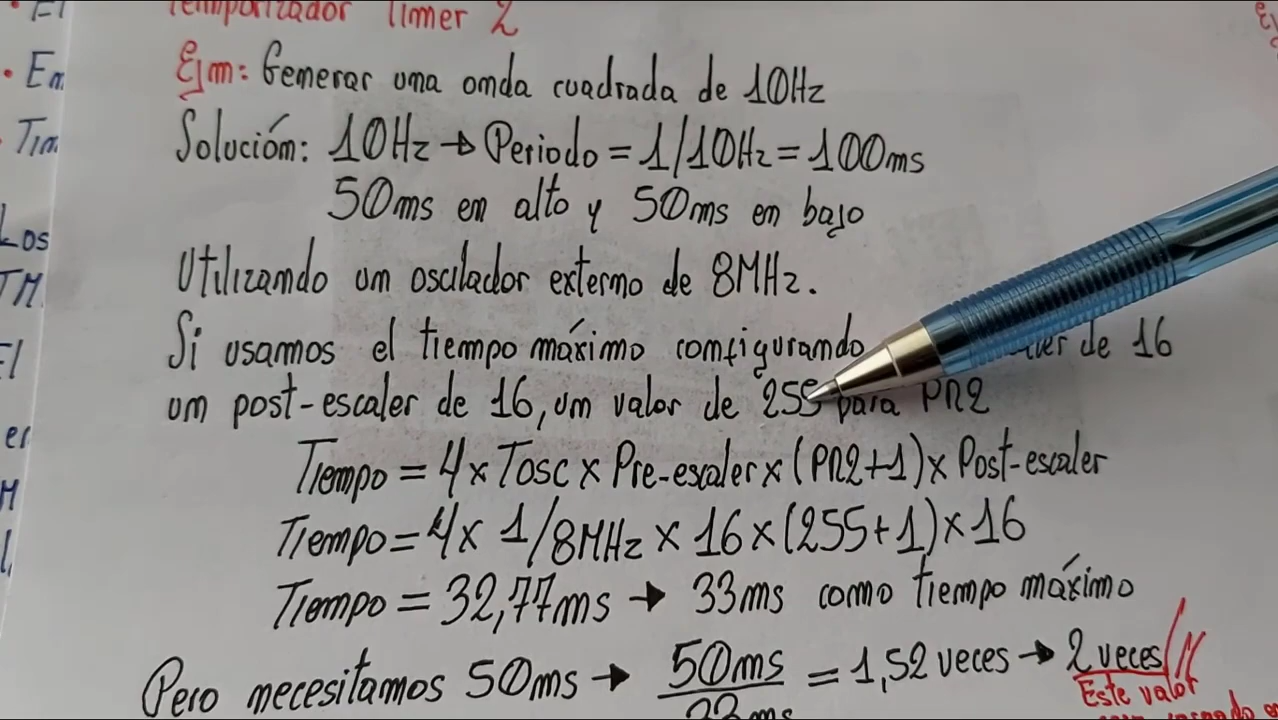 Temporizador Timer 2
Ejm: Generar una onda cuadrada de 10Hz
Solución: 10Hz → Periodo = 1/10Hz = 100ms
50ms en alto y 50ms en bajo
Utilizando un oscilador externo de 8MHz.
Si usamos el tiempo máximo configurando de 16
un post-escaler de 16, un valor de 255 para PR2
Tiempo = 4 x Tosc x Pre-escaler x (PR2+1) x Post-escaler
Tiempo = 4 x 1/8MHz x 16 x (255+1) x 16
Tiempo = 32,77ms → 33ms como tiempo máximo
Pero necesitamos 50ms → 50ms = 1,52 veces → 2 veces
33ms
Este valor